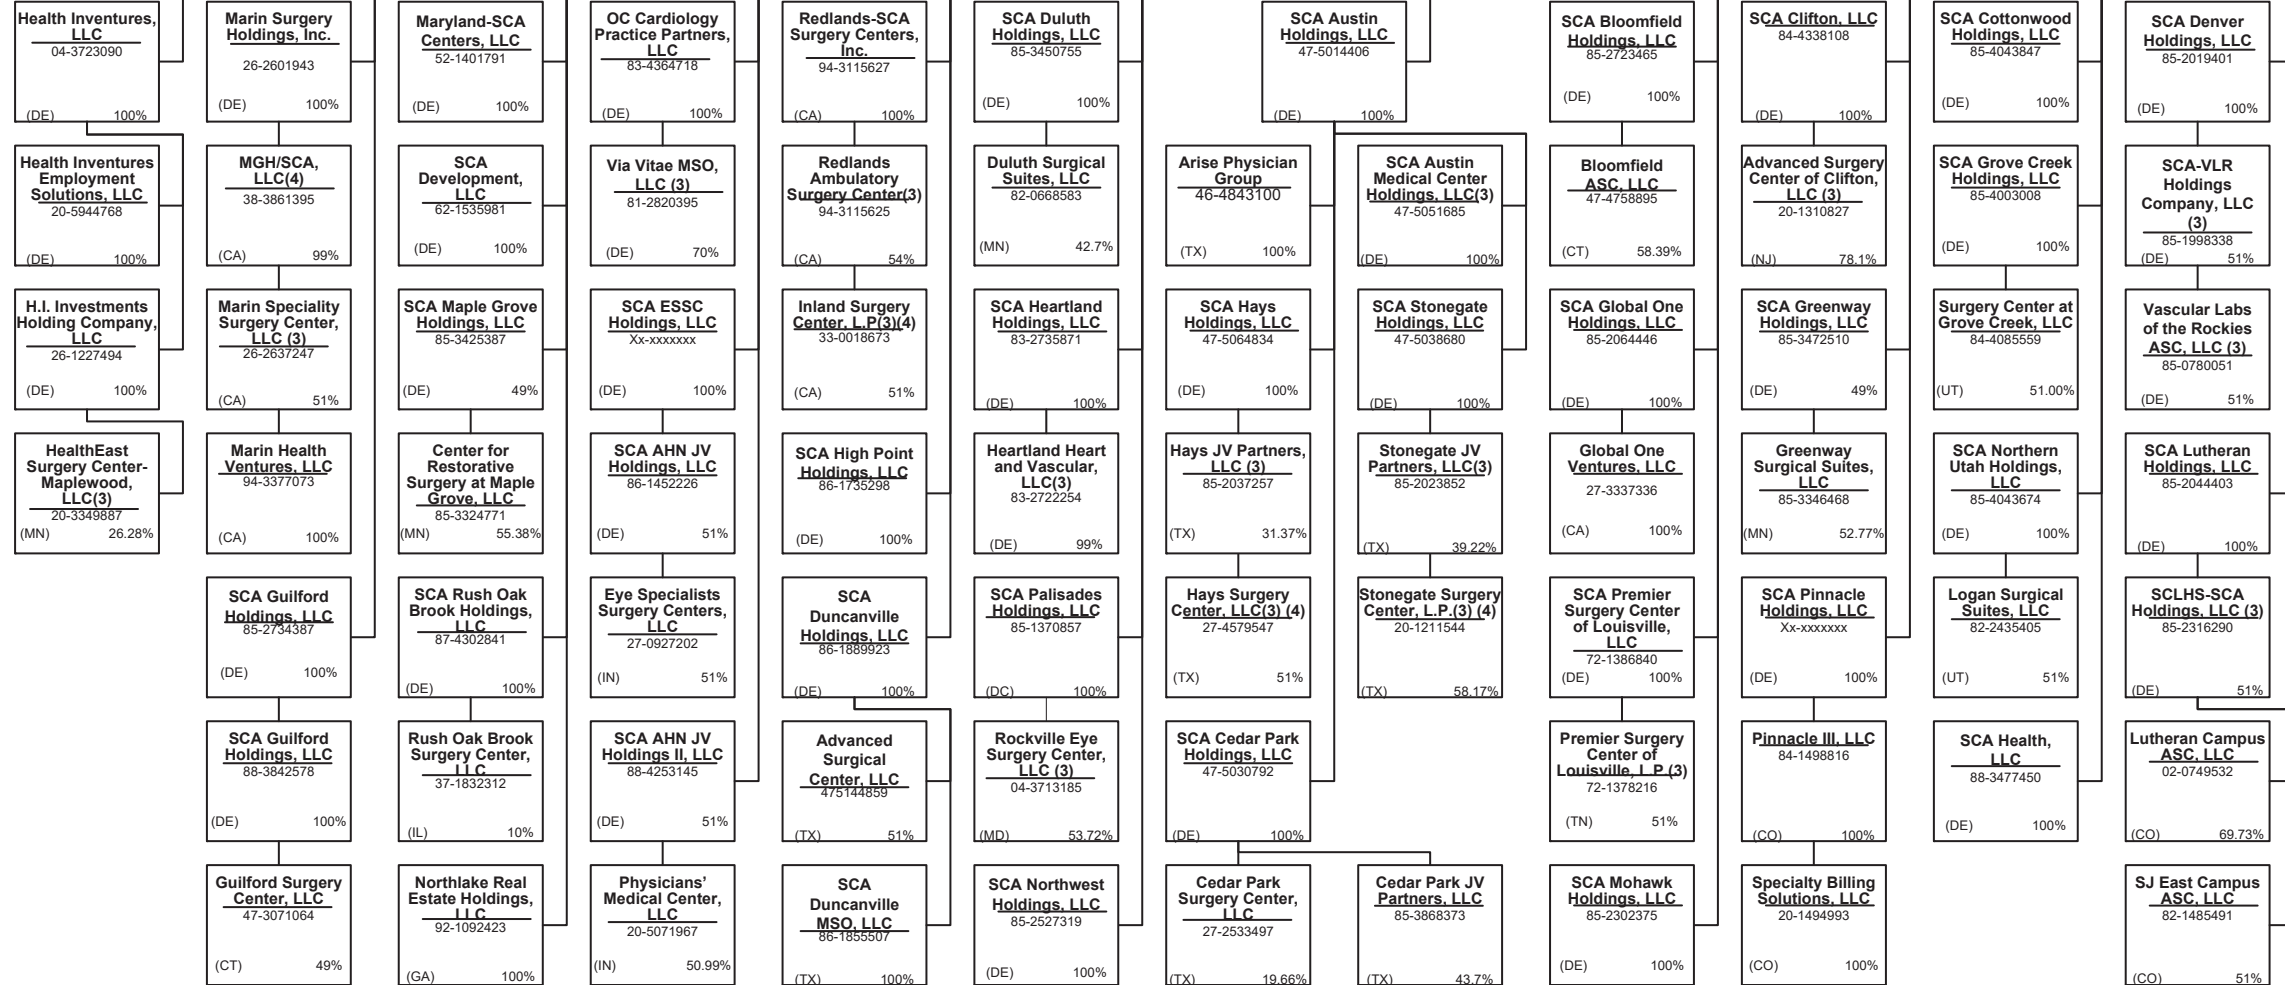 Health Inventures,
LLC
04-3723090
(DE) 100%
Marin Surgery
Holdings, Inc.
26-2601943
(DE) 100%
Maryland-SCA
Centers, LLC
52-1401791
(DE) 100%
OC Cardiology
Practice Partners,
LLC
83-4364718
(DE) 100%
Redlands-SCA
Surgery Centers,
Inc.
94-3115627
(CA) 100%
SCA Duluth
Holdings, LLC
85-3450755
(DE) 100%
SCA Austin
Holdings, LLC
47-5014406
(DE) 100%
SCA Bloomfield
Holdings, LLC
85-2723465
(DE) 100%
SCA Clifton, LLC
84-4338108
(DE) 100%
SCA Cottonwood
Holdings, LLC
85-4043847
(DE) 100%
SCA Denver
Holdings, LLC
85-2019401
(DE) 100%
Health Inventures
Employment
Solutions, LLC
20-5944768
(DE) 100%
MGH/SCA,
LLC(4)
38-3861395
(CA) 99%
SCA
Development,
LLC
62-1535981
(DE) 100%
Via Vitae MSO,
LLC (3)
81-2820395
(DE) 70%
Redlands
Ambulatory
Surgery Center(3)
94-3115625
(CA) 54%
Duluth Surgical
Suites, LLC
82-0668583
(MN) 42.7%
Arise Physician
Group
46-4843100
(TX) 100%
SCA Austin
Medical Center
Holdings, LLC(3)
47-5051685
(DE) 100%
Bloomfield
ASC, LLC
47-4758895
(CT) 58.39%
Advanced Surgery
Center of Clifton,
LLC (3)
20-1310827
(NJ) 78.1%
SCA Grove Creek
Holdings, LLC
85-4003008
(DE) 100%
SCA-VLR
Holdings
Company, LLC
(3)
85-1998338
(DE) 51%
H.I. Investments
Holding Company,
LLC
26-1227494
(DE) 100%
Marin Speciality
Surgery Center,
LLC (3)
26-2637247
(CA) 51%
SCA Maple Grove
Holdings, LLC
85-3425387
(DE) 49%
SCA ESSC
Holdings, LLC
Xx-xxxxxxx
(DE) 100%
Inland Surgery
Center, L.P(3)(4)
33-0018673
(CA) 51%
SCA Heartland
Holdings, LLC
83-2735871
(DE) 100%
SCA Hays
Holdings, LLC
47-5064834
(DE) 100%
SCA Stonegate
Holdings, LLC
47-5038680
(DE) 100%
SCA Global One
Holdings, LLC
85-2064446
(DE) 100%
SCA Greenway
Holdings, LLC
85-3472510
(DE) 49%
Surgery Center at
Grove Creek, LLC
84-4085559
(UT) 51.00%
Vascular Labs
of the Rockies
ASC, LLC (3)
85-0780051
(DE) 51%
HealthEast
Surgery Center-
Maplewood,
LLC(3)
20-3349887
(MN) 26.28%
Marin Health
Ventures, LLC
94-3377073
(CA) 100%
Center for
Restorative
Surgery at Maple
Grove, LLC
85-3324771
(MN) 55.38%
SCA AHN JV
Holdings, LLC
86-1452226
(DE) 51%
SCA High Point
Holdings, LLC
86-1735298
(DE) 100%
Heartland Heart
and Vascular,
LLC(3)
83-2722254
(DE) 99%
Hays JV Partners,
LLC (3)
85-2037257
(TX) 31.37%
Stonegate JV
Partners, LLC(3)
85-2023852
(TX) 39.22%
Global One
Ventures, LLC
27-3337336
(CA) 100%
Greenway
Surgical Suites,
LLC
85-3346468
(MN) 52.77%
SCA Northern
Utah Holdings,
LLC
85-4043674
(DE) 100%
SCA Lutheran
Holdings, LLC
85-2044403
(DE) 100%
SCA Guilford
Holdings, LLC
85-2734387
(DE) 100%
SCA Rush Oak
Brook Holdings,
LLC
87-4302841
(DE) 100%
Eye Specialists
Surgery Centers,
LLC
27-0927202
(IN) 51%
SCA
Duncanville
Holdings, LLC
86-1889923
(DE) 100%
SCA Palisades
Holdings, LLC
85-1370857
(DC) 100%
Hays Surgery
Center, LLC(3) (4)
27-4579547
(TX) 51%
Stonegate Surgery
Center, L.P.(3) (4)
20-1211544
(TX) 58.17%
SCA Premier
Surgery Center
of Louisville,
LLC
72-1386840
(DE) 100%
SCA Pinnacle
Holdings, LLC
Xx-xxxxxxx
(DE) 100%
Logan Surgical
Suites, LLC
82-2435405
(UT) 51%
SCLHS-SCA
Holdings, LLC (3)
85-2316290
(DE) 51%
SCA Guilford
Holdings, LLC
88-3842578
(DE) 100%
Rush Oak Brook
Surgery Center,
LLC
37-1832312
(IL) 10%
SCA AHN JV
Holdings II, LLC
88-4253145
(DE) 51%
Advanced
Surgical
Center, LLC
475144859
(TX) 51%
Rockville Eye
Surgery Center,
LLC (3)
04-3713185
(MD) 53.72%
SCA Cedar Park
Holdings, LLC
47-5030792
(DE) 100%
Premier Surgery
Center of
Louisville, L.P.(3)
72-1378216
(TN) 51%
Pinnacle III, LLC
84-1498816
(CO) 100%
SCA Health,
LLC
88-3477450
(DE) 100%
Lutheran Campus
ASC, LLC
02-0749532
(CO) 69.73%
Guilford Surgery
Center, LLC
47-3071064
(CT) 49%
Northlake Real
Estate Holdings,
LLC
92-1092423
(GA) 100%
Physicians'
Medical Center,
LLC
20-5071967
(IN) 50.99%
SCA
Duncanville
MSO, LLC
86-1855507
(TX) 100%
SCA Northwest
Holdings, LLC
85-2527319
(DE) 100%
Cedar Park
Surgery Center,
LLC
27-2533497
(TX) 19.66%
Cedar Park JV
Partners, LLC
85-3868373
(TX) 43.7%
SCA Mohawk
Holdings, LLC
85-2302375
(DE) 100%
Specialty Billing
Solutions, LLC
20-1494993
(CO) 100%
SJ East Campus
ASC, LLC
82-1485491
(CO) 51%